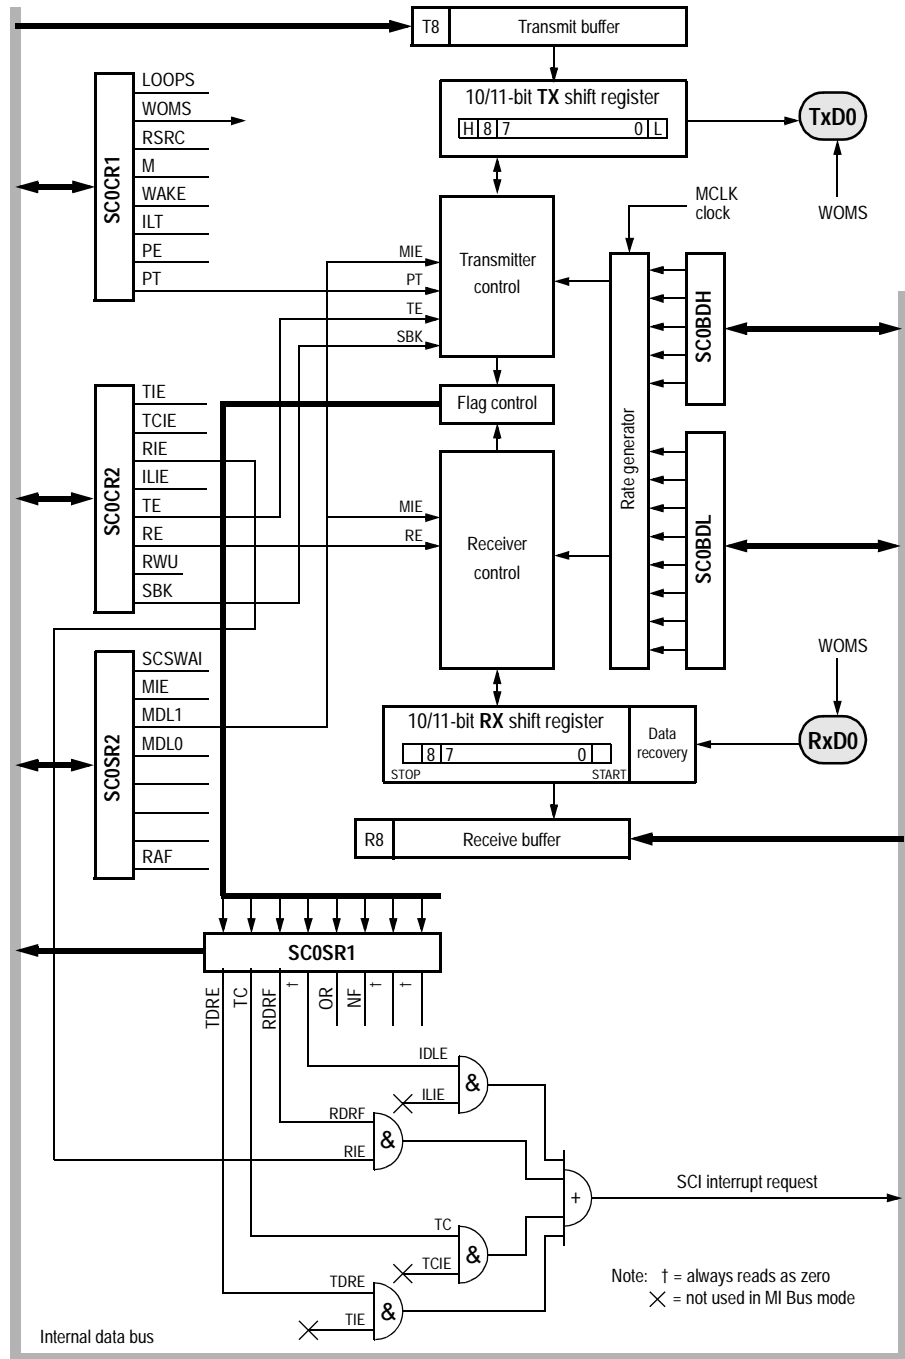 T8 Transmit buffer
10/11-bit TX shift register
H 8 7 0 L
TxD0
WOMS
MCLK
clock
SC0CR1
LOOPS
WOMS
RSRC
M
WAKE
ILT
PE
PT
MIE
PT
TE
SBK
Transmitter
control
Flag control
Rate generator
SC0BDH
SC0BDL
SC0CR2
TIE
TCIE
RIE
ILIE
TE
RE
RWU
SBK
MIE
RE
Receiver
control
SC0SR2
SCSWAI
MIE
MDL1
MDL0
RAF
WOMS
RxD0
10/11-bit RX shift register
8 7 0
STOP START
Data
recovery
R8 Receive buffer
SC0SR1
TDRE
TC
RDRF
†
OR
NF
†
†
IDLE
ILIE
&
RDRF
RIE
&
TC
TCIE
&
TDRE
TIE
&
+
SCI interrupt request
Note: † = always reads as zero
= not used in MI Bus mode
Internal data bus